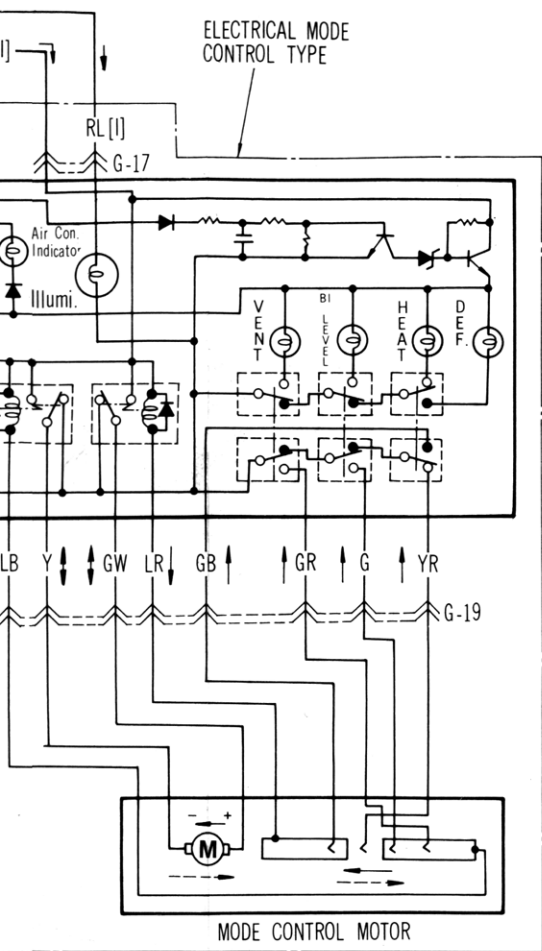 ELECTRICAL MODE
CONTROL TYPE
]
RL [I]
G-17
Air Con.
Indicator
Illumi.
VENT
BI LEVEL
HEAT
DEF.
LB
Y
GW
LR
GB
GR
G
YR
G-19
- +
M
MODE CONTROL MOTOR